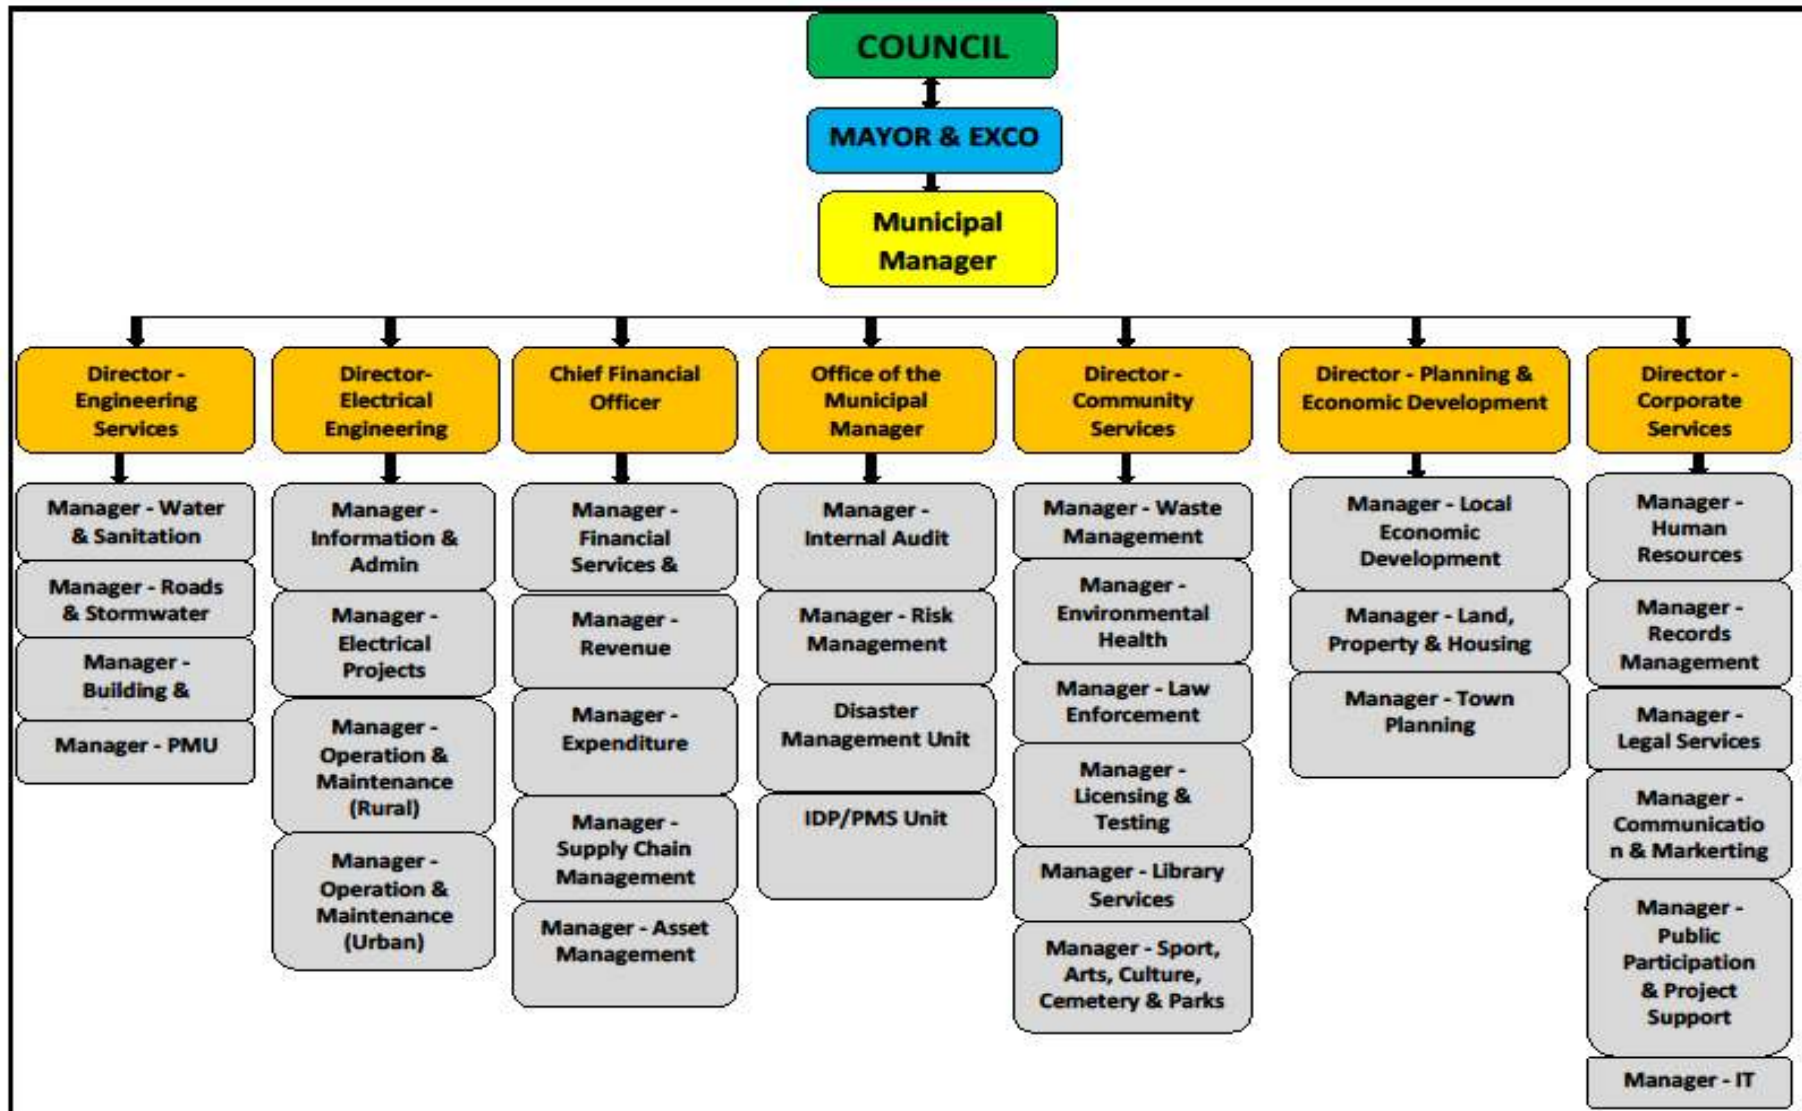 COUNCIL
MAYOR & EXCO
Municipal
Manager
Director -
Engineering
Services
Director-
Electrical
Engineering
Chief Financial
Officer
Office of the
Municipal
Manager
Director -
Community
Services
Director - Planning &
Economic Development
Director -
Corporate
Services
Manager - Water
& Sanitation
Manager - Roads
& Stormwater
Manager -
Building &
Manager - PMU
Manager -
Information &
Admin
Manager -
Electrical
Projects
Manager -
Operation &
Maintenance
(Rural)
Manager -
Operation &
Maintenance
(Urban)
Manager -
Financial
Services &
Manager -
Revenue
Manager -
Expenditure
Manager -
Supply Chain
Management
Manager - Asset
Management
Manager -
Internal Audit
Manager - Risk
Management
Disaster
Management Unit
IDP/PMS Unit
Manager - Waste
Management
Manager -
Environmental
Health
Manager - Law
Enforcement
Manager -
Licensing &
Testing
Manager - Library
Services
Manager - Sport,
Arts, Culture,
Cemetery & Parks
Manager - Local
Economic
Development
Manager - Land,
Property & Housing
Manager - Town
Planning
Manager -
Human
Resources
Manager -
Records
Management
Manager -
Legal Services
Manager -
Communicatio
n & Markerting
Manager -
Public
Participation
& Project
Support
Manager - IT